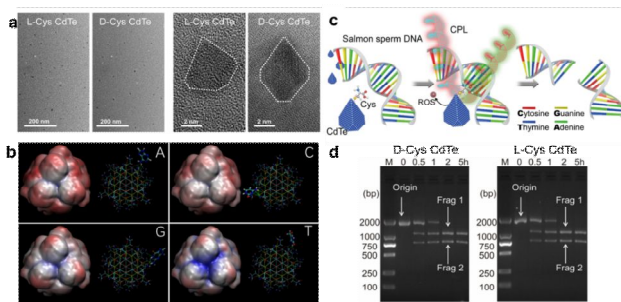 a
L-Cys CdTe
D-Cys CdTe
L-Cys CdTe
D-Cys CdTe
200 nm
200 nm
2 nm
2 nm
b
A
C
G
T
c
Salmon sperm DNA
CPL
Cys
ROS
CdTe
Cytosine
Guanine
Thymine
Adenine
d
D-Cys CdTe
M 0 0.5 1 2 5h
(bp)
Origin
Frag 1
2000
1000
750
500
250
100
Frag 2
L-Cys CdTe
M 0 0.5 1 2 5h
(bp)
Origin
Frag 1
2000
1000
750
500
250
100
Frag 2